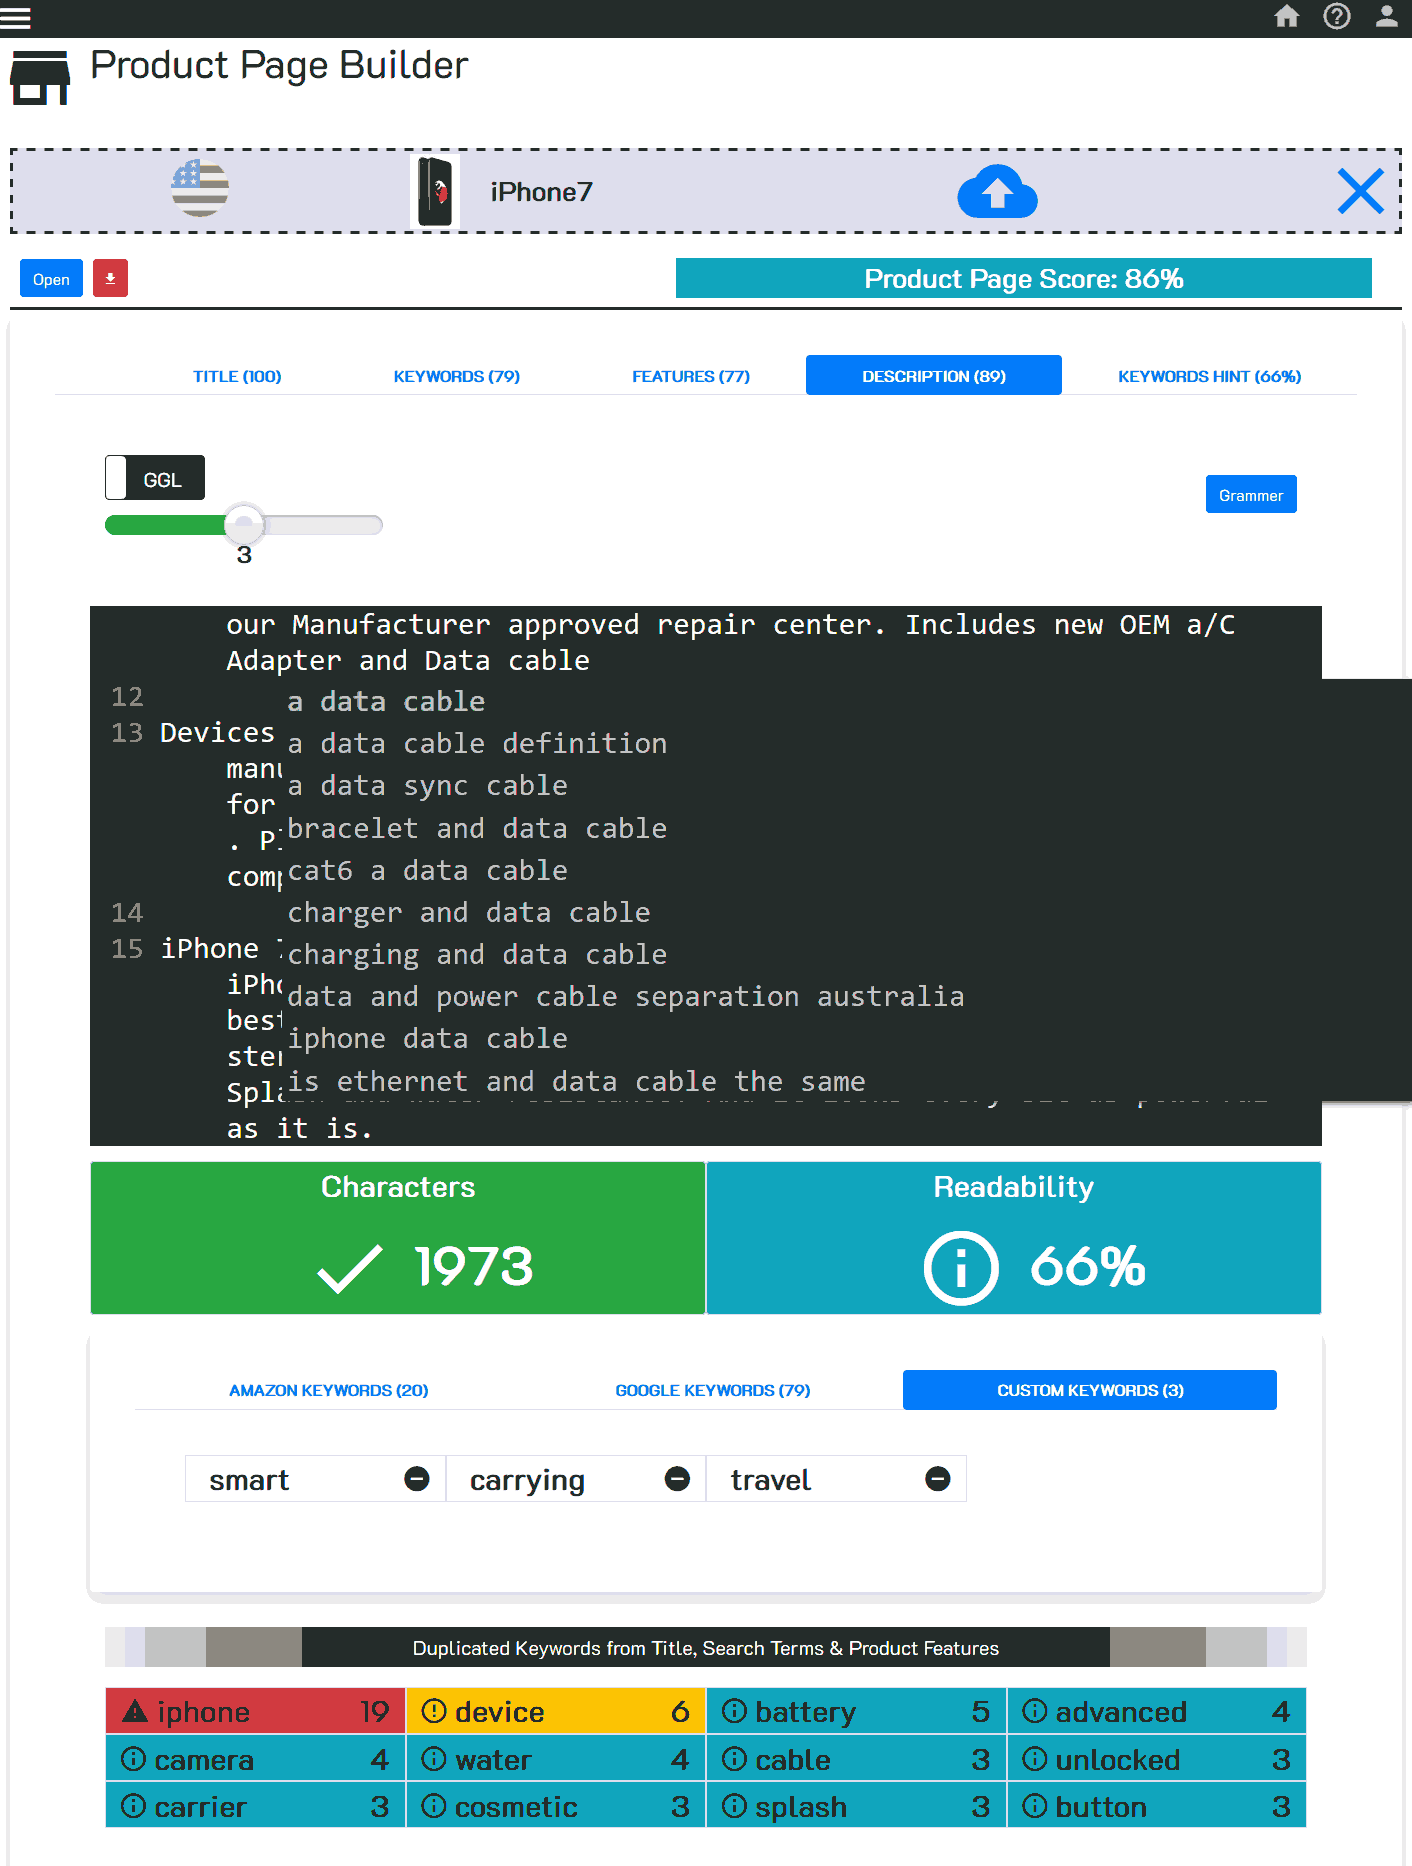 Product Page Builder
iPhone7
Open
Product Page Score: 86%
TITLE (100)
KEYWORDS (79)
FEATURES (77)
DESCRIPTION (89)
KEYWORDS HINT (66%)
GGL
3
Grammer
our Manufacturer approved repair center. Includes new OEM a/C
Adapter and Data cable
12
a data cable
13 Devices
a data cable definition
a data sync cable
for
bracelet and data cable
cat6 a data cable
14
charger and data cable
15 iPhone
charging and data cable
data and power cable separation australia
iphone data cable
is ethernet and data cable the same
as it is.
Characters
1973
Readability
66%
AMAZON KEYWORDS (20)
GOOGLE KEYWORDS (79)
CUSTOM KEYWORDS (3)
smart
carrying
travel
Duplicated Keywords from Title, Search Terms & Product Features
iphone 19
device 6
battery 5
advanced 4
camera 4
water 4
cable 3
unlocked 3
carrier 3
cosmetic 3
splash 3
button 3